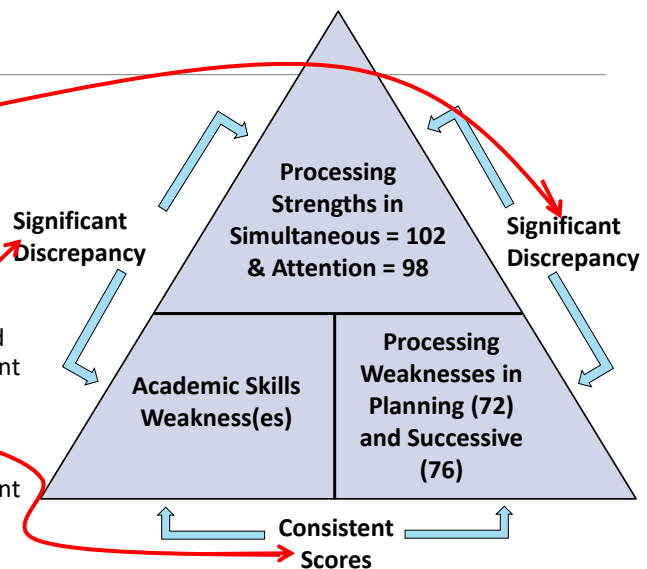 Processing
Strengths in
Simultaneous = 102
& Attention = 98
Significant
Discrepancy
Significant
Discrepancy
Academic Skills
Weakness(es)
Processing
Weaknesses in
Planning (72)
and Successive
(76)
Consistent
Scores